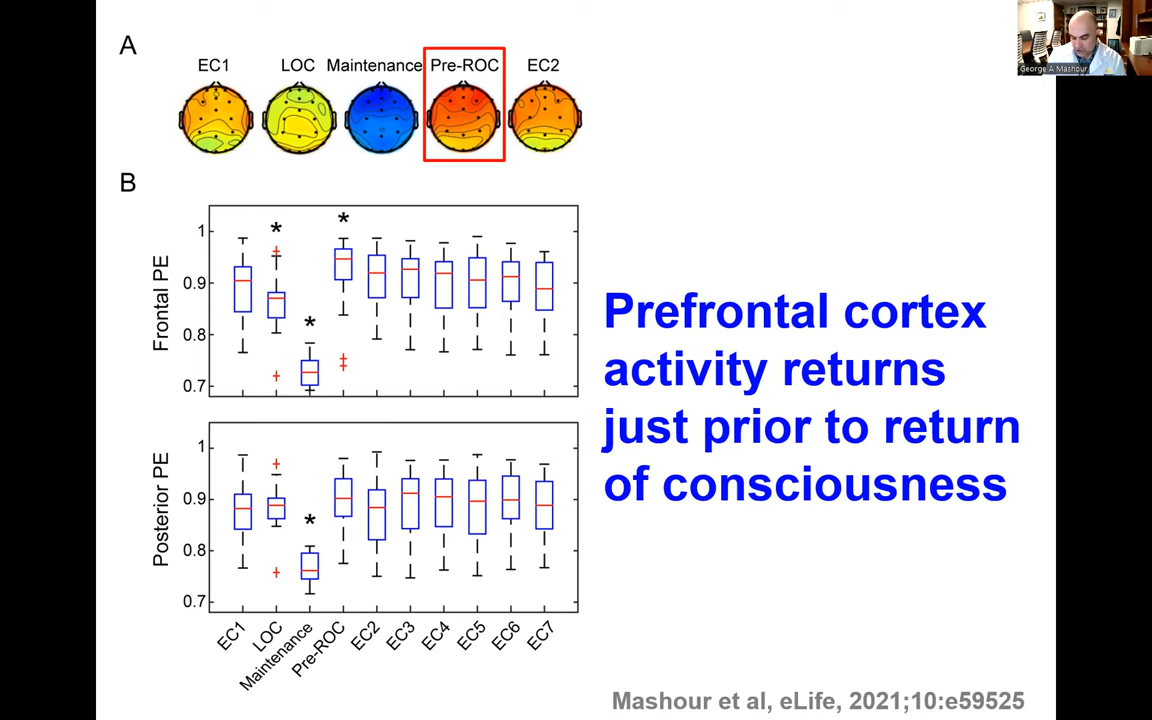 A
EC1 LOC Maintenance Pre-ROC EC2
George A Mashour
B
*
*
*
1
0.9
0.8
0.7
Frontal PE
*
1
0.9
0.8
0.7
Posterior PE
EC1 LOC Maintenance Pre-ROC EC2 EC3 EC4 EC5 EC6 EC7
Prefrontal cortex
activity returns
just prior to return
of consciousness
Mashour et al, eLife, 2021;10:e59525